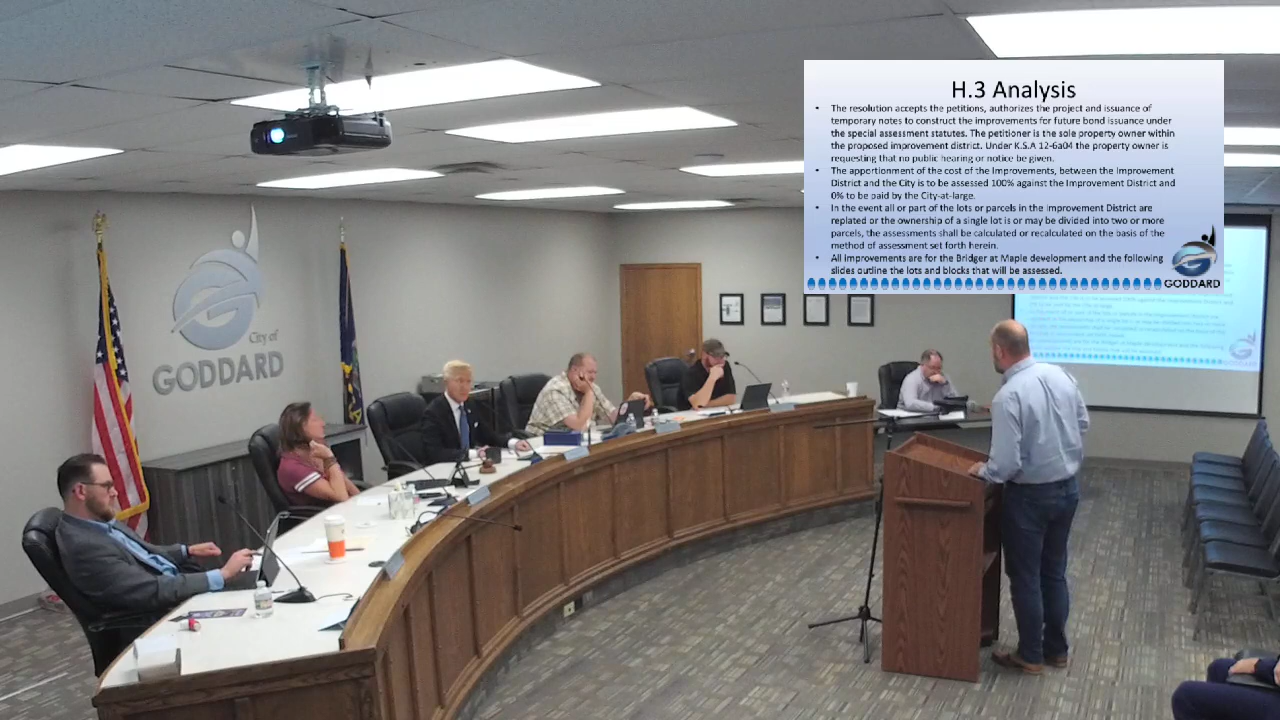 H.3 Analysis
• The resolution accepts the petitions, authorizes the project and issuance of
temporary notes to construct the improvements for future bond issuance under
the special assessment statutes. The petitioner is the sole property owner within
the proposed improvement district. Under K.S.A 12-6a04 the property owner is
requesting that no public hearing or notice be given.
• The apportionment of the cost of the Improvements, between the Improvement
District and the City is to be assessed 100% against the Improvement District and
0% to be paid by the City-at-large.
• In the event all or part of the lots or parcels in the Improvement District are
replated or the ownership of a single lot is or may be divided into two or more
parcels, the assessments shall be calculated or recalculated on the basis of the
method of assessment set forth herein.
• All improvements are for the Bridger at Maple development and the following
slides outline the lots and blocks that will be assessed.
GODDARD
City of
GODDARD